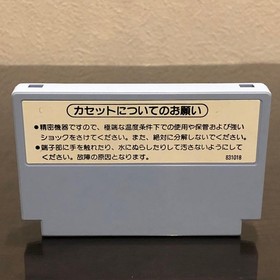 カセットについてのお願い
●精密機器ですので、極端な温度条件下での使用や保管および強い
ショックをさけてください。また、絶対に分解しないでください。
●端子部に手を触れたり、水にぬらしたりして汚さないようにして
ください。故障の原因となります。
831018